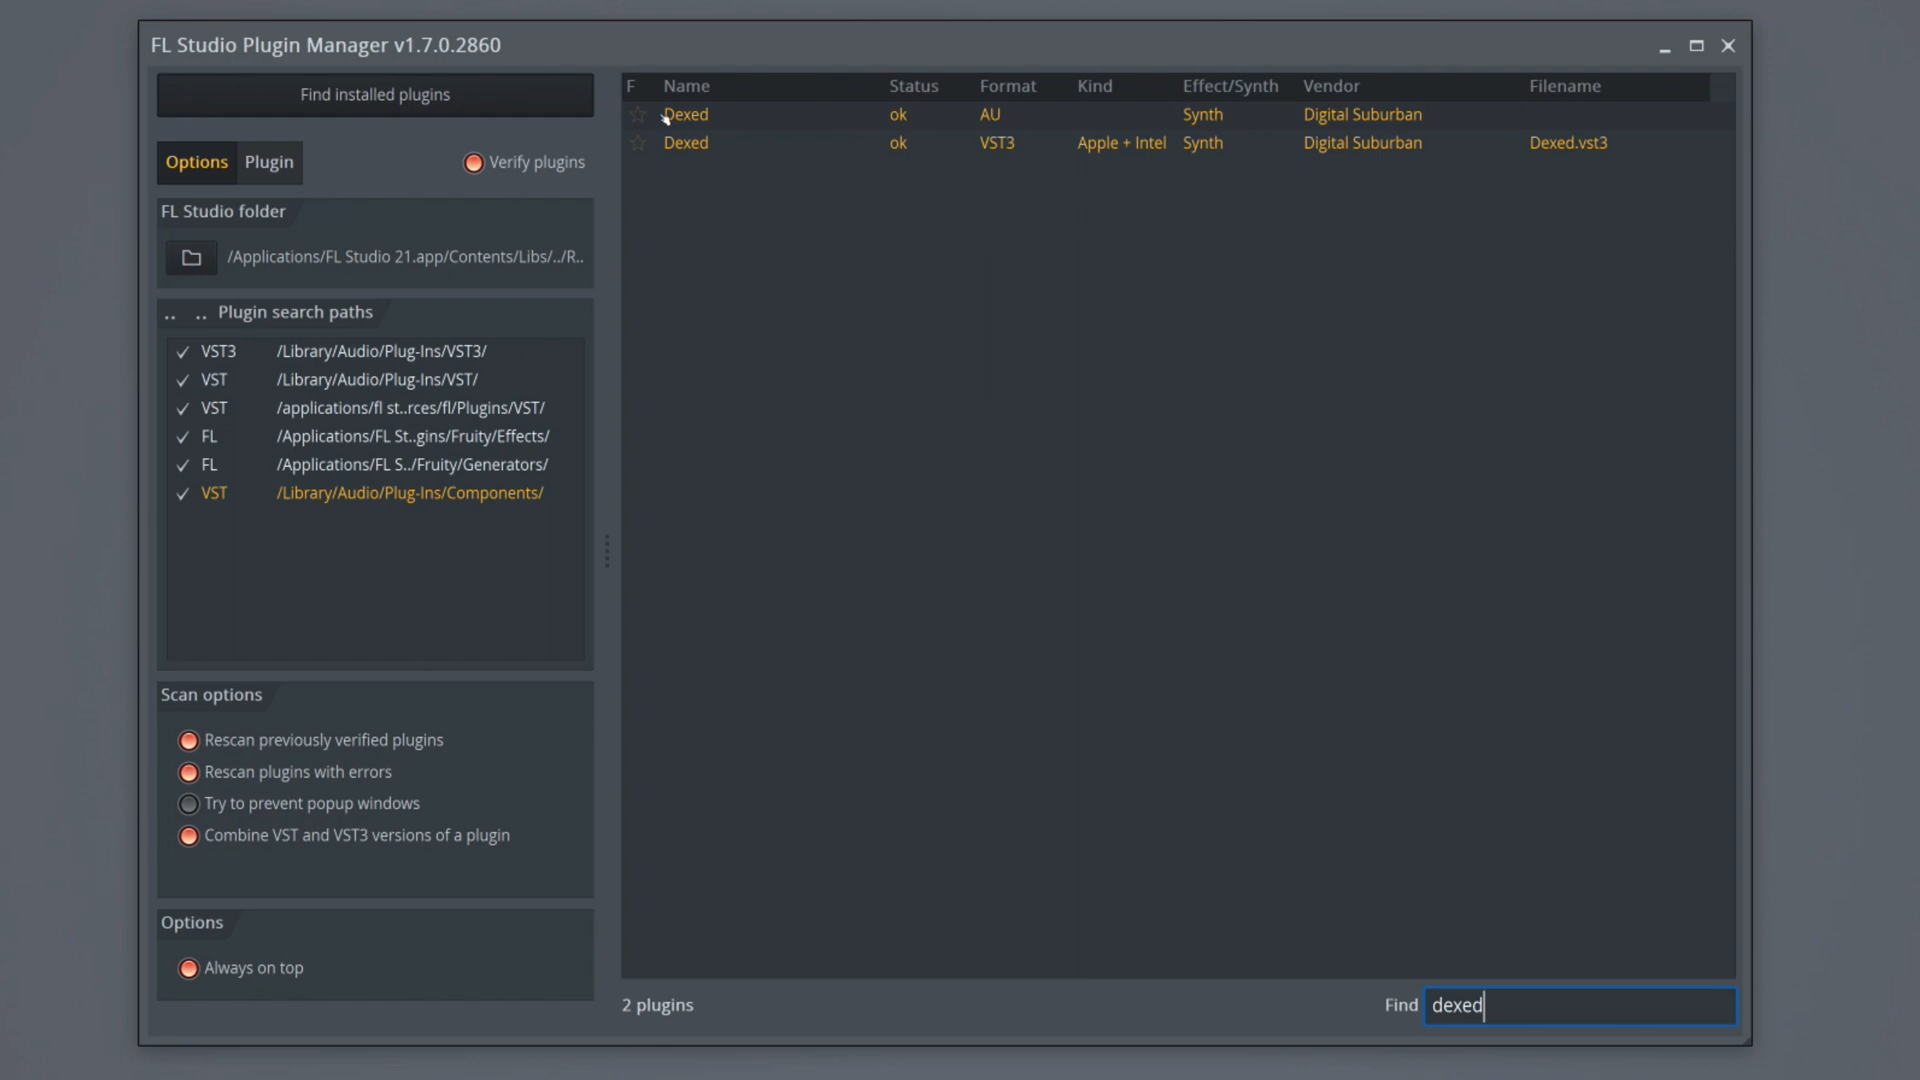 FL Studio Plugin Manager v1.7.0.2860
Find installed plugins
Options Plugin Verify plugins
FL Studio folder
/Applications/FL Studio 21.app/Contents/Libs/../R..
.. .. Plugin search paths
VST3 /Library/Audio/Plug-Ins/VST3/
VST /Library/Audio/Plug-Ins/VST/
VST /applications/fl st..rces/fl/Plugins/VST/
FL /Applications/FL St..gins/Fruity/Effects/
FL /Applications/FL S../Fruity/Generators/
VST /Library/Audio/Plug-Ins/Components/
Scan options
Rescan previously verified plugins
Rescan plugins with errors
Try to prevent popup windows
Combine VST and VST3 versions of a plugin
Options
Always on top
F Name Status Format Kind Effect/Synth Vendor Filename
Dexed ok AU Synth Digital Suburban
Dexed ok VST3 Apple + Intel Synth Digital Suburban Dexed.vst3
2 plugins
Find dexed